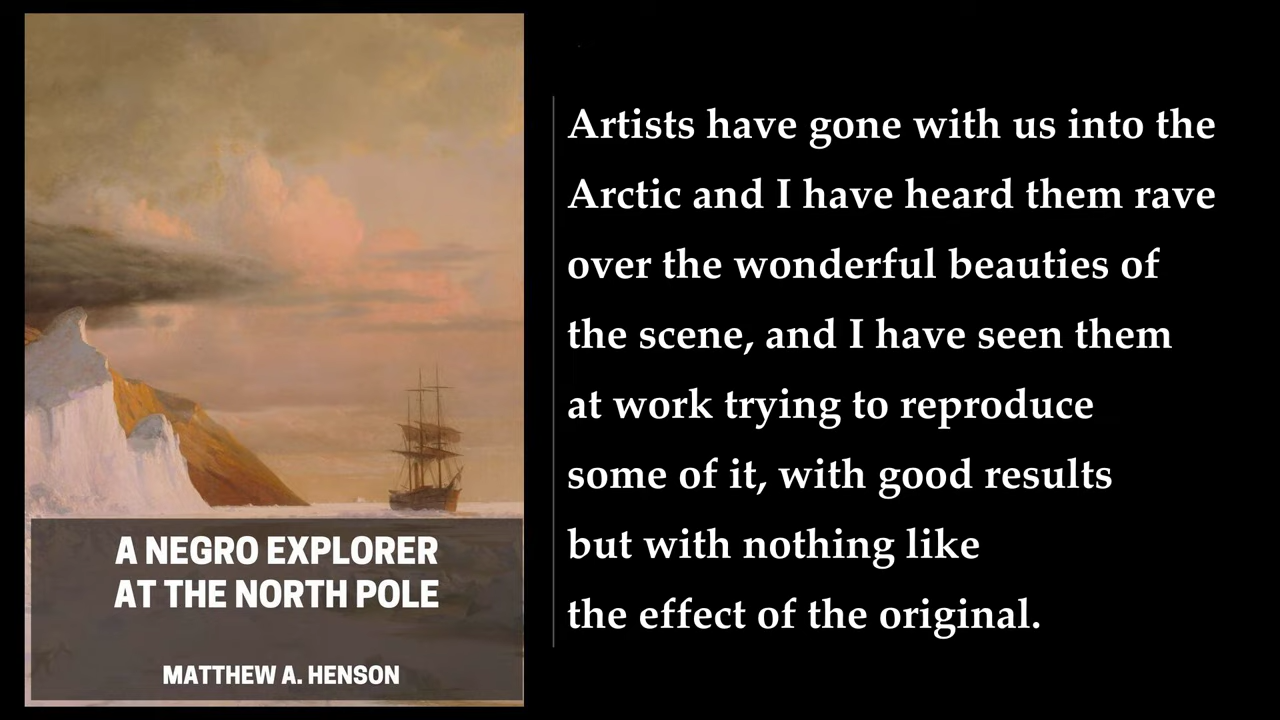 A NEGRO EXPLORER
AT THE NORTH POLE
MATTHEW A. HENSON
Artists have gone with us into the
Arctic and I have heard them rave
over the wonderful beauties of
the scene, and I have seen them
at work trying to reproduce
some of it, with good results
but with nothing like
the effect of the original.